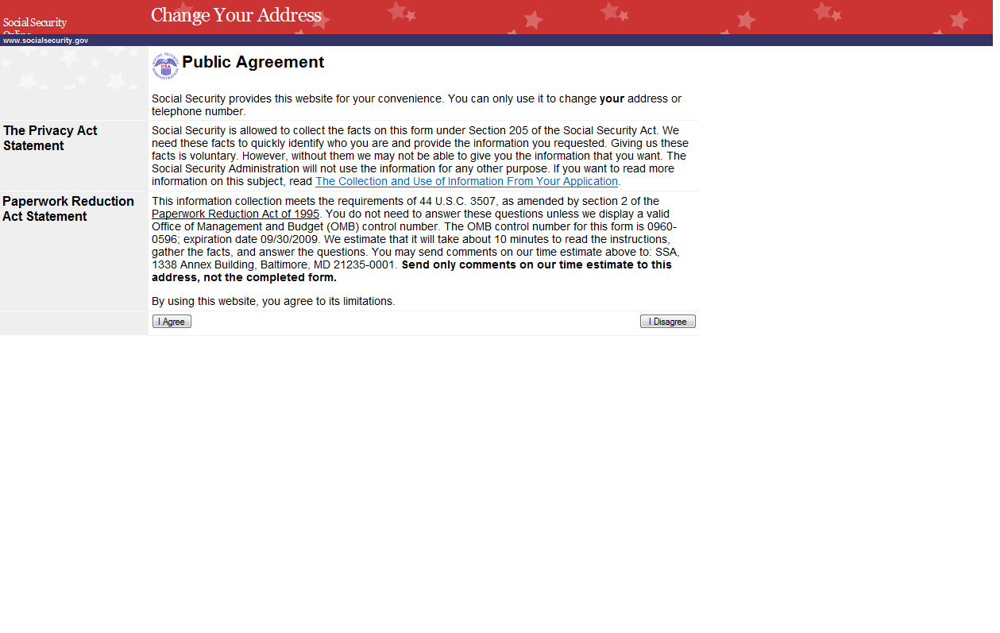 Social Security
Online
Change Your Address
www.socialsecurity.gov
SOCIAL SECURITY ADMINISTRATION
USA
Public Agreement
Social Security provides this website for your convenience. You can only use it to change your address or
telephone number.
The Privacy Act
Statement
Social Security is allowed to collect the facts on this form under Section 205 of the Social Security Act. We
need these facts to quickly identify who you are and provide the information you requested. Giving us these
facts is voluntary. However, without them we may not be able to give you the information that you want. The
Social Security Administration will not use the information for any other purpose. If you want to read more
information on this subject, read The Collection and Use of Information From Your Application.
Paperwork Reduction
Act Statement
This information collection meets the requirements of 44 U.S.C. 3507, as amended by section 2 of the
Paperwork Reduction Act of 1995. You do not need to answer these questions unless we display a valid
Office of Management and Budget (OMB) control number. The OMB control number for this form is 0960-
0596; expiration date 09/30/2009. We estimate that it will take about 10 minutes to read the instructions,
gather the facts, and answer the questions. You may send comments on our time estimate above to: SSA,
1338 Annex Building, Baltimore, MD 21235-0001. Send only comments on our time estimate to this
address, not the completed form.
By using this website, you agree to its limitations.
I Agree
I Disagree